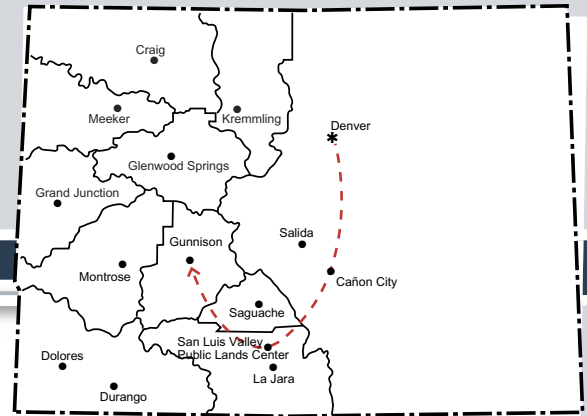 Craig
Meeker
Kremmling
Denver
Glenwood Springs
Grand Junction
Salida
Gunnison
Montrose
Cañon City
Saguache
San Luis Valley
Public Lands Center
Dolores
La Jara
Durango